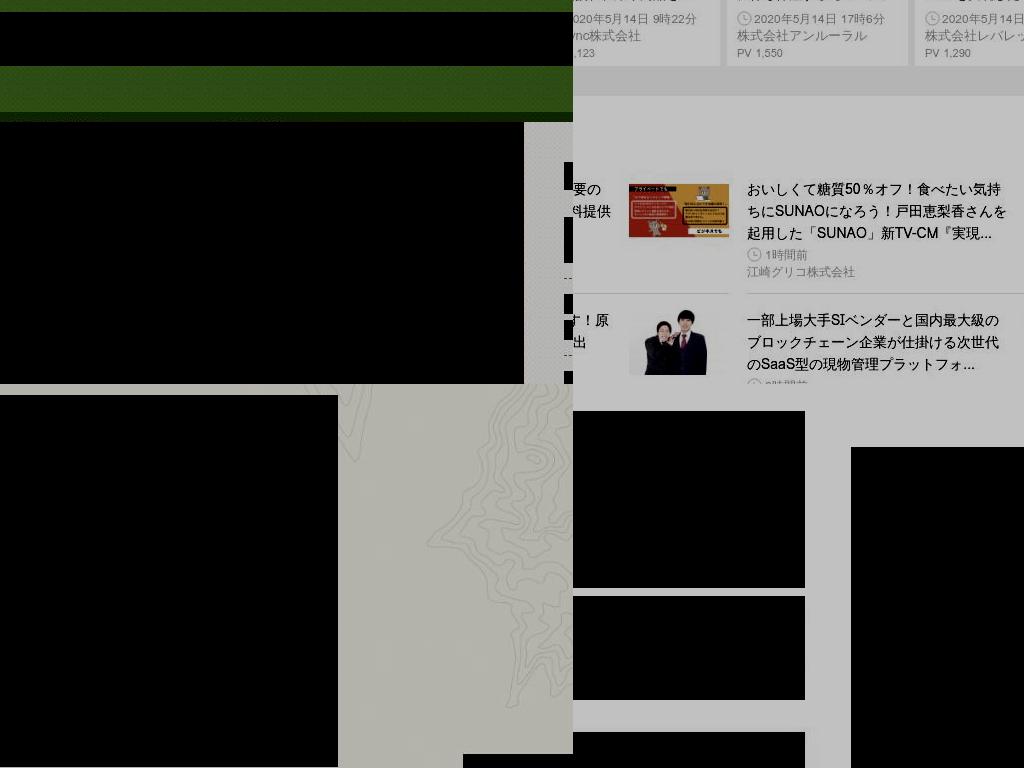 2020年5月14日 9時22分
株式会社
,123
2020年5月14日 17時6分
株式会社アンルーラル
PV 1,550
2020年5月14日
株式会社レバレッ
PV 1,290
要の
料提供
おいしくて糖質50％オフ！食べたい気持
ちにSUNAOになろう！戸田恵梨香さんを
起用した「SUNAO」新TV-CM『実現...
1時間前
江崎グリコ株式会社
す！原
出
一部上場大手SIベンダーと国内最大級の
ブロックチェーン企業が仕掛ける次世代
のSaaS型の現物管理プラットフォ...